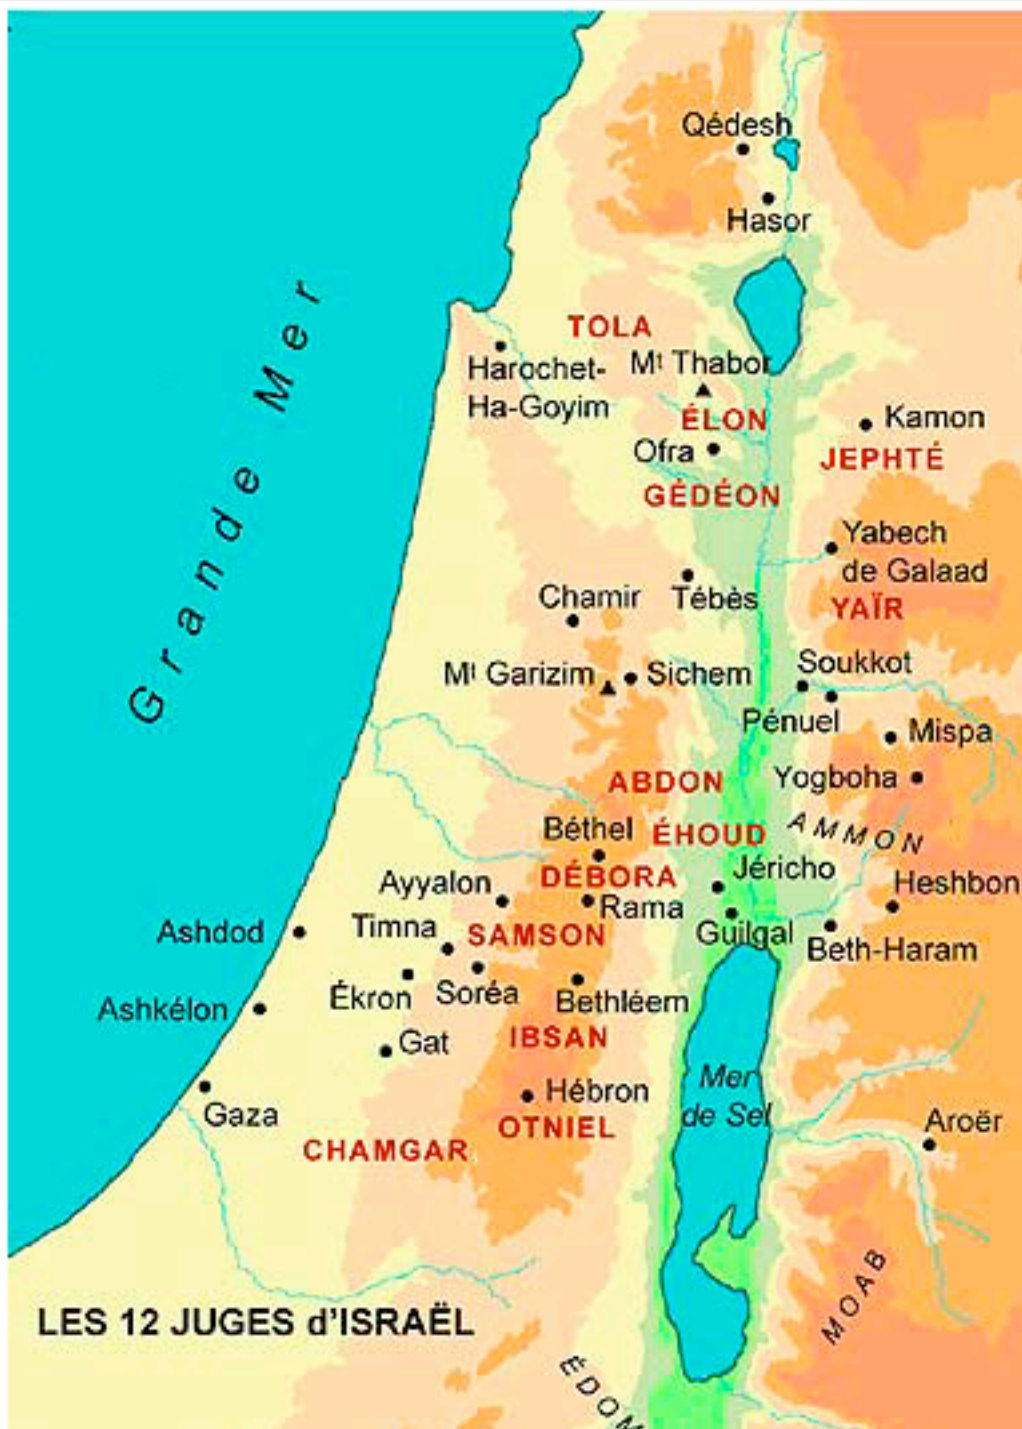 Qédesh
Hasor
Grande Mer
TOLA
Harochet-
Ha-Goyim
Mt Thabor
ÉLON
Ofra
GÉDÉON
Kamon
JEPHTÉ
Yabech
de Galaad
YAÏR
Chamir
Tébès
Mt Garizim
Sichem
Soukkot
Pénuel
Mispa
Yogboha
ABDON
AMMON
Béthel
ÉHOUD
DÉBORA
Jéricho
Heshbon
Ayyalon
Rama
Guilgal
Beth-Haram
Ashdod
Timna
SAMSON
Ékron
Soréa
Bethléem
Ashkélon
IBSAN
Gat
Hébron
Mer
de Sel
Gaza
OTNIEL
Aroër
CHAMGAR
MOAB
LES 12 JUGES d'ISRAËL
ÉDOM